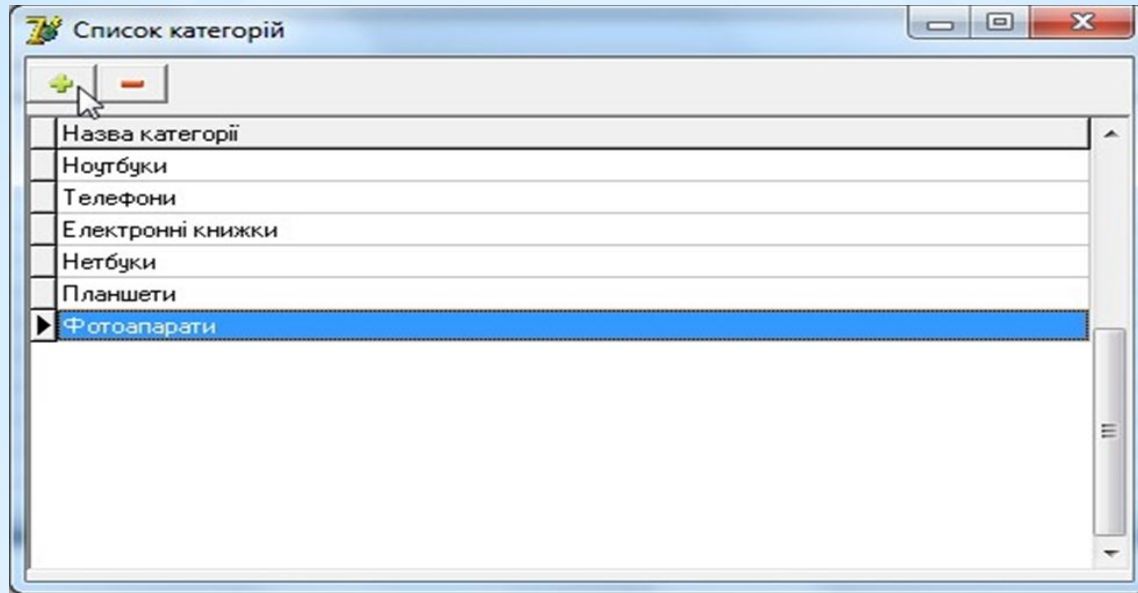 Список категорій
Назва категорії
Ноутбуки
Телефони
Електронні книжки
Нетбуки
Планшети
Фотоапарати